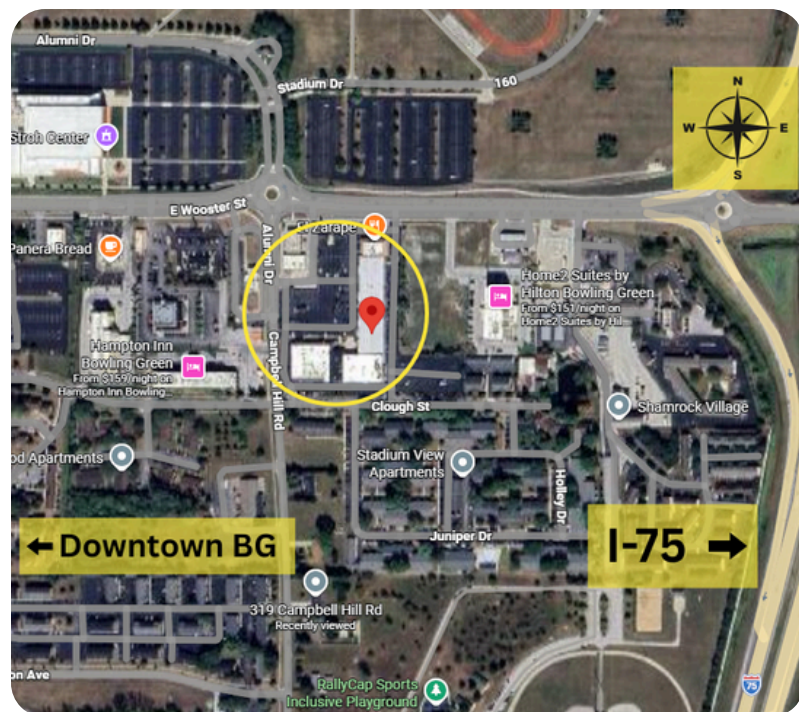 Alumni Dr
Stadium Dr
160
Stroh Center
N
W
E
S
E Wooster St
El Zarape
Panera Bread
Alumni Dr
Home2 Suites by
Hilton Bowling Green
From $151/night on
Home2 Suites by Hil...
Hampton Inn
Bowling Green
From $159/night on
Hampton Inn Bowling...
Campbell Hill Rd
Clough St
Shamrock Village
od Apartments
Stadium View
Apartments
Holley Dr
Juniper Dr
Downtown BG
I-75
319 Campbell Hill Rd
Recently viewed
on Ave
RallyCap Sports
Inclusive Playground
75